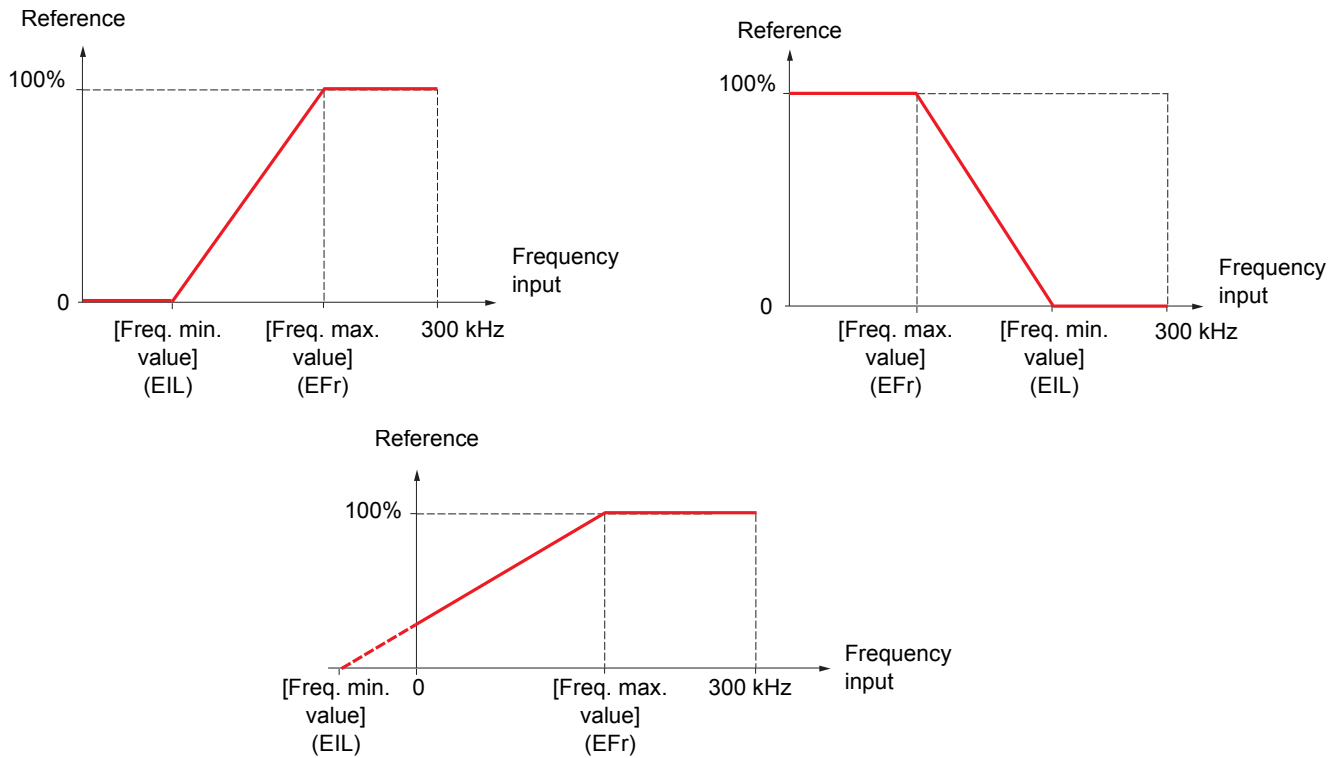 Reference
100%
0
Frequency
input
[Freq. min.
value]
(EIL)
[Freq. max.
value]
(EFr)
300 kHz
Reference
100%
0
Frequency
input
[Freq. max.
value]
(EFr)
[Freq. min.
value]
(EIL)
300 kHz
Reference
100%
Frequency
input
[Freq. min.
value]
(EIL)
0
[Freq. max.
value]
(EFr)
300 kHz